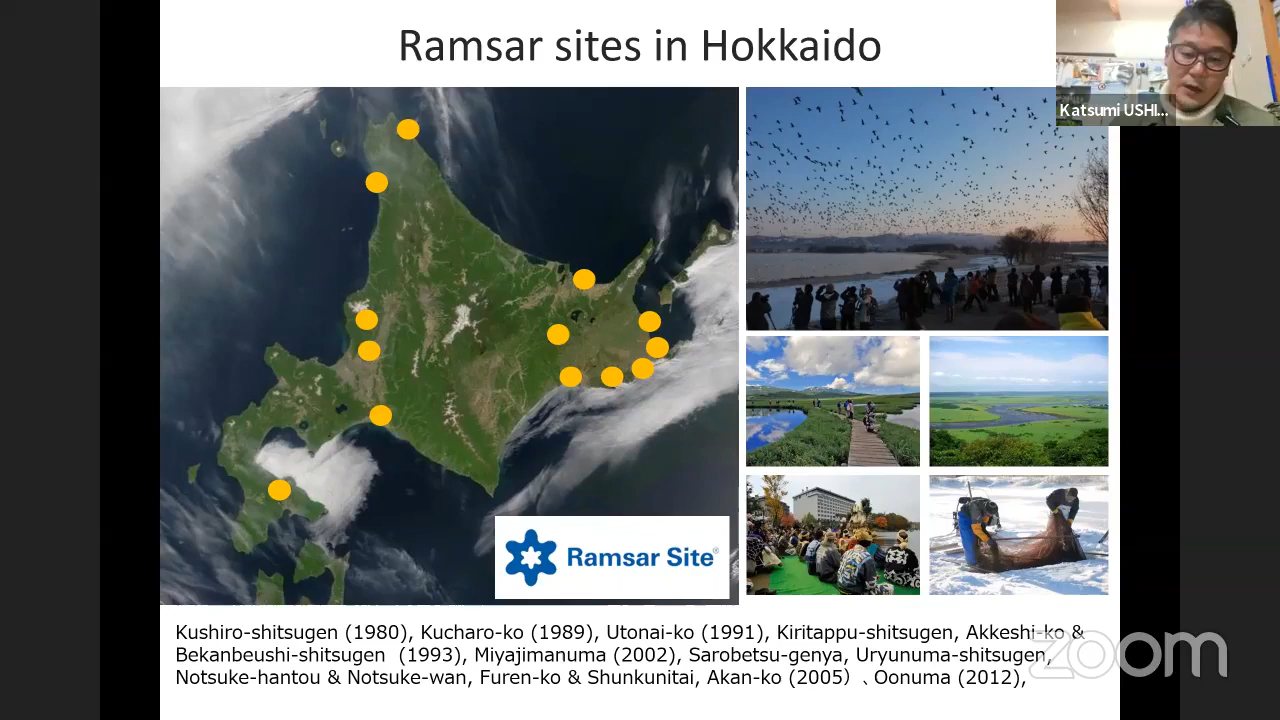 Ramsar sites in Hokkaido
Katsumi USHI...
Ramsar Site®
Kushiro-shitsugen (1980), Kucharo-ko (1989), Utonai-ko (1991), Kiritappu-shitsugen, Akkeshi-ko &
Bekanbeushi-shitsugen (1993), Miyajimanuma (2002), Sarobetsu-genya, Uryunuma-shitsugen,
Notsuke-hantou & Notsuke-wan, Furen-ko & Shunkunitai, Akan-ko (2005）、Oonuma (2012),
zoom